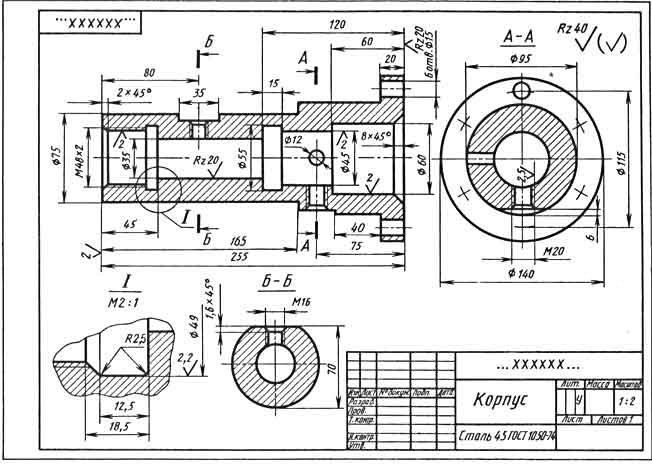 ...ХХХХХХ...
Б
120
60
Rz 20
6 отв. Ф15
80
А
20
2×45°
35
15
8×45°
Ф75
М48×2
2
Ф35
Rz 20
Ф55
Ф12
2
Ф45
2
Ф60
45
I
Б
А
40
165
75
2
255
А-А
Rz 40
(√)
Ф95
Ф115
2,5
М20
6
Ф140
I
М2:1
R2,5
Ф49
2,2
12,5
18,5
Б-Б
1,6×45°
М16
70
...ХХХХХХ...
Изм Лист № докум. Подп. Дата
Разраб.
Пров.
Т. контр.
Н. контр.
Утв.
Корпус
Лит. Масса Масштаб
у 1:2
Лист Листов 1
Сталь 45 ГОСТ 1050-74